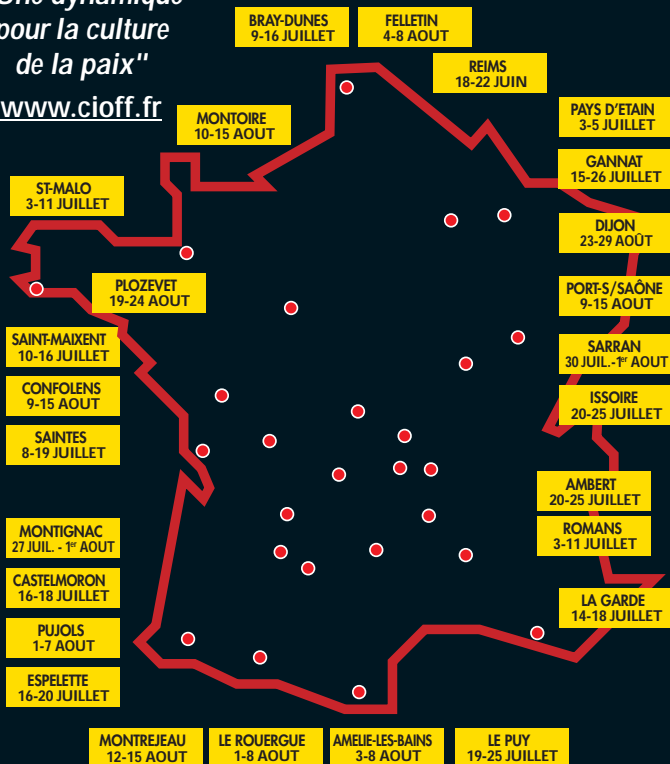 dynamique
pour la culture
de la paix"
www.cioff.fr
BRAY-DUNES
9-16 JUILLET
FELLETIN
4-8 AOUT
REIMS
18-22 JUIN
MONTOIRE
10-15 AOUT
PAYS D'ETAIN
3-5 JUILLET
GANNAT
15-26 JUILLET
ST-MALO
3-11 JUILLET
DIJON
23-29 AOÛT
PLOZEVET
19-24 AOUT
PORT-S/SAÔNE
9-15 AOUT
SAINT-MAIXENT
10-16 JUILLET
SARRAN
30 JUIL.-1er AOUT
CONFOLENS
9-15 AOUT
ISSOIRE
20-25 JUILLET
SAINTES
8-19 JUILLET
AMBERT
20-25 JUILLET
MONTIGNAC
27 JUIL. - 1er AOUT
ROMANS
3-11 JUILLET
CASTELMORON
16-18 JUILLET
LA GARDE
14-18 JUILLET
PUJOLS
1-7 AOUT
ESPELETTE
16-20 JUILLET
MONTREJEAU
12-15 AOUT
LE ROUERGUE
1-8 AOUT
AMELIE-LES-BAINS
3-8 AOUT
LE PUY
19-25 JUILLET